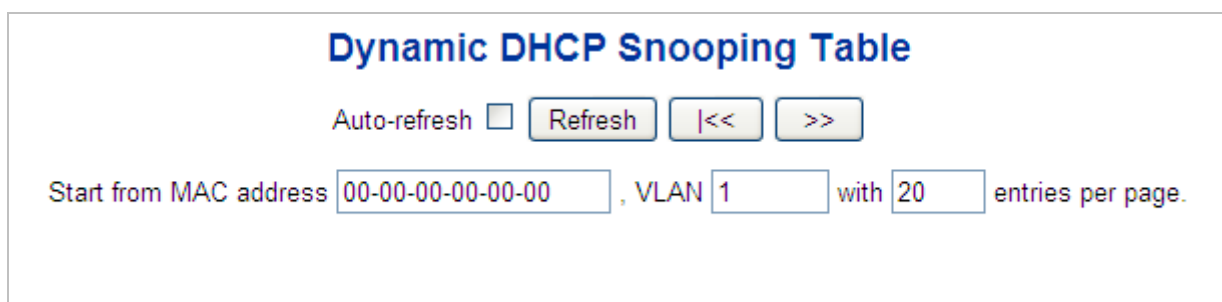 Dynamic DHCP Snooping Table
Auto-refresh Refresh |<< >>
Start from MAC address 00-00-00-00-00-00 , VLAN 1 with 20 entries per page.